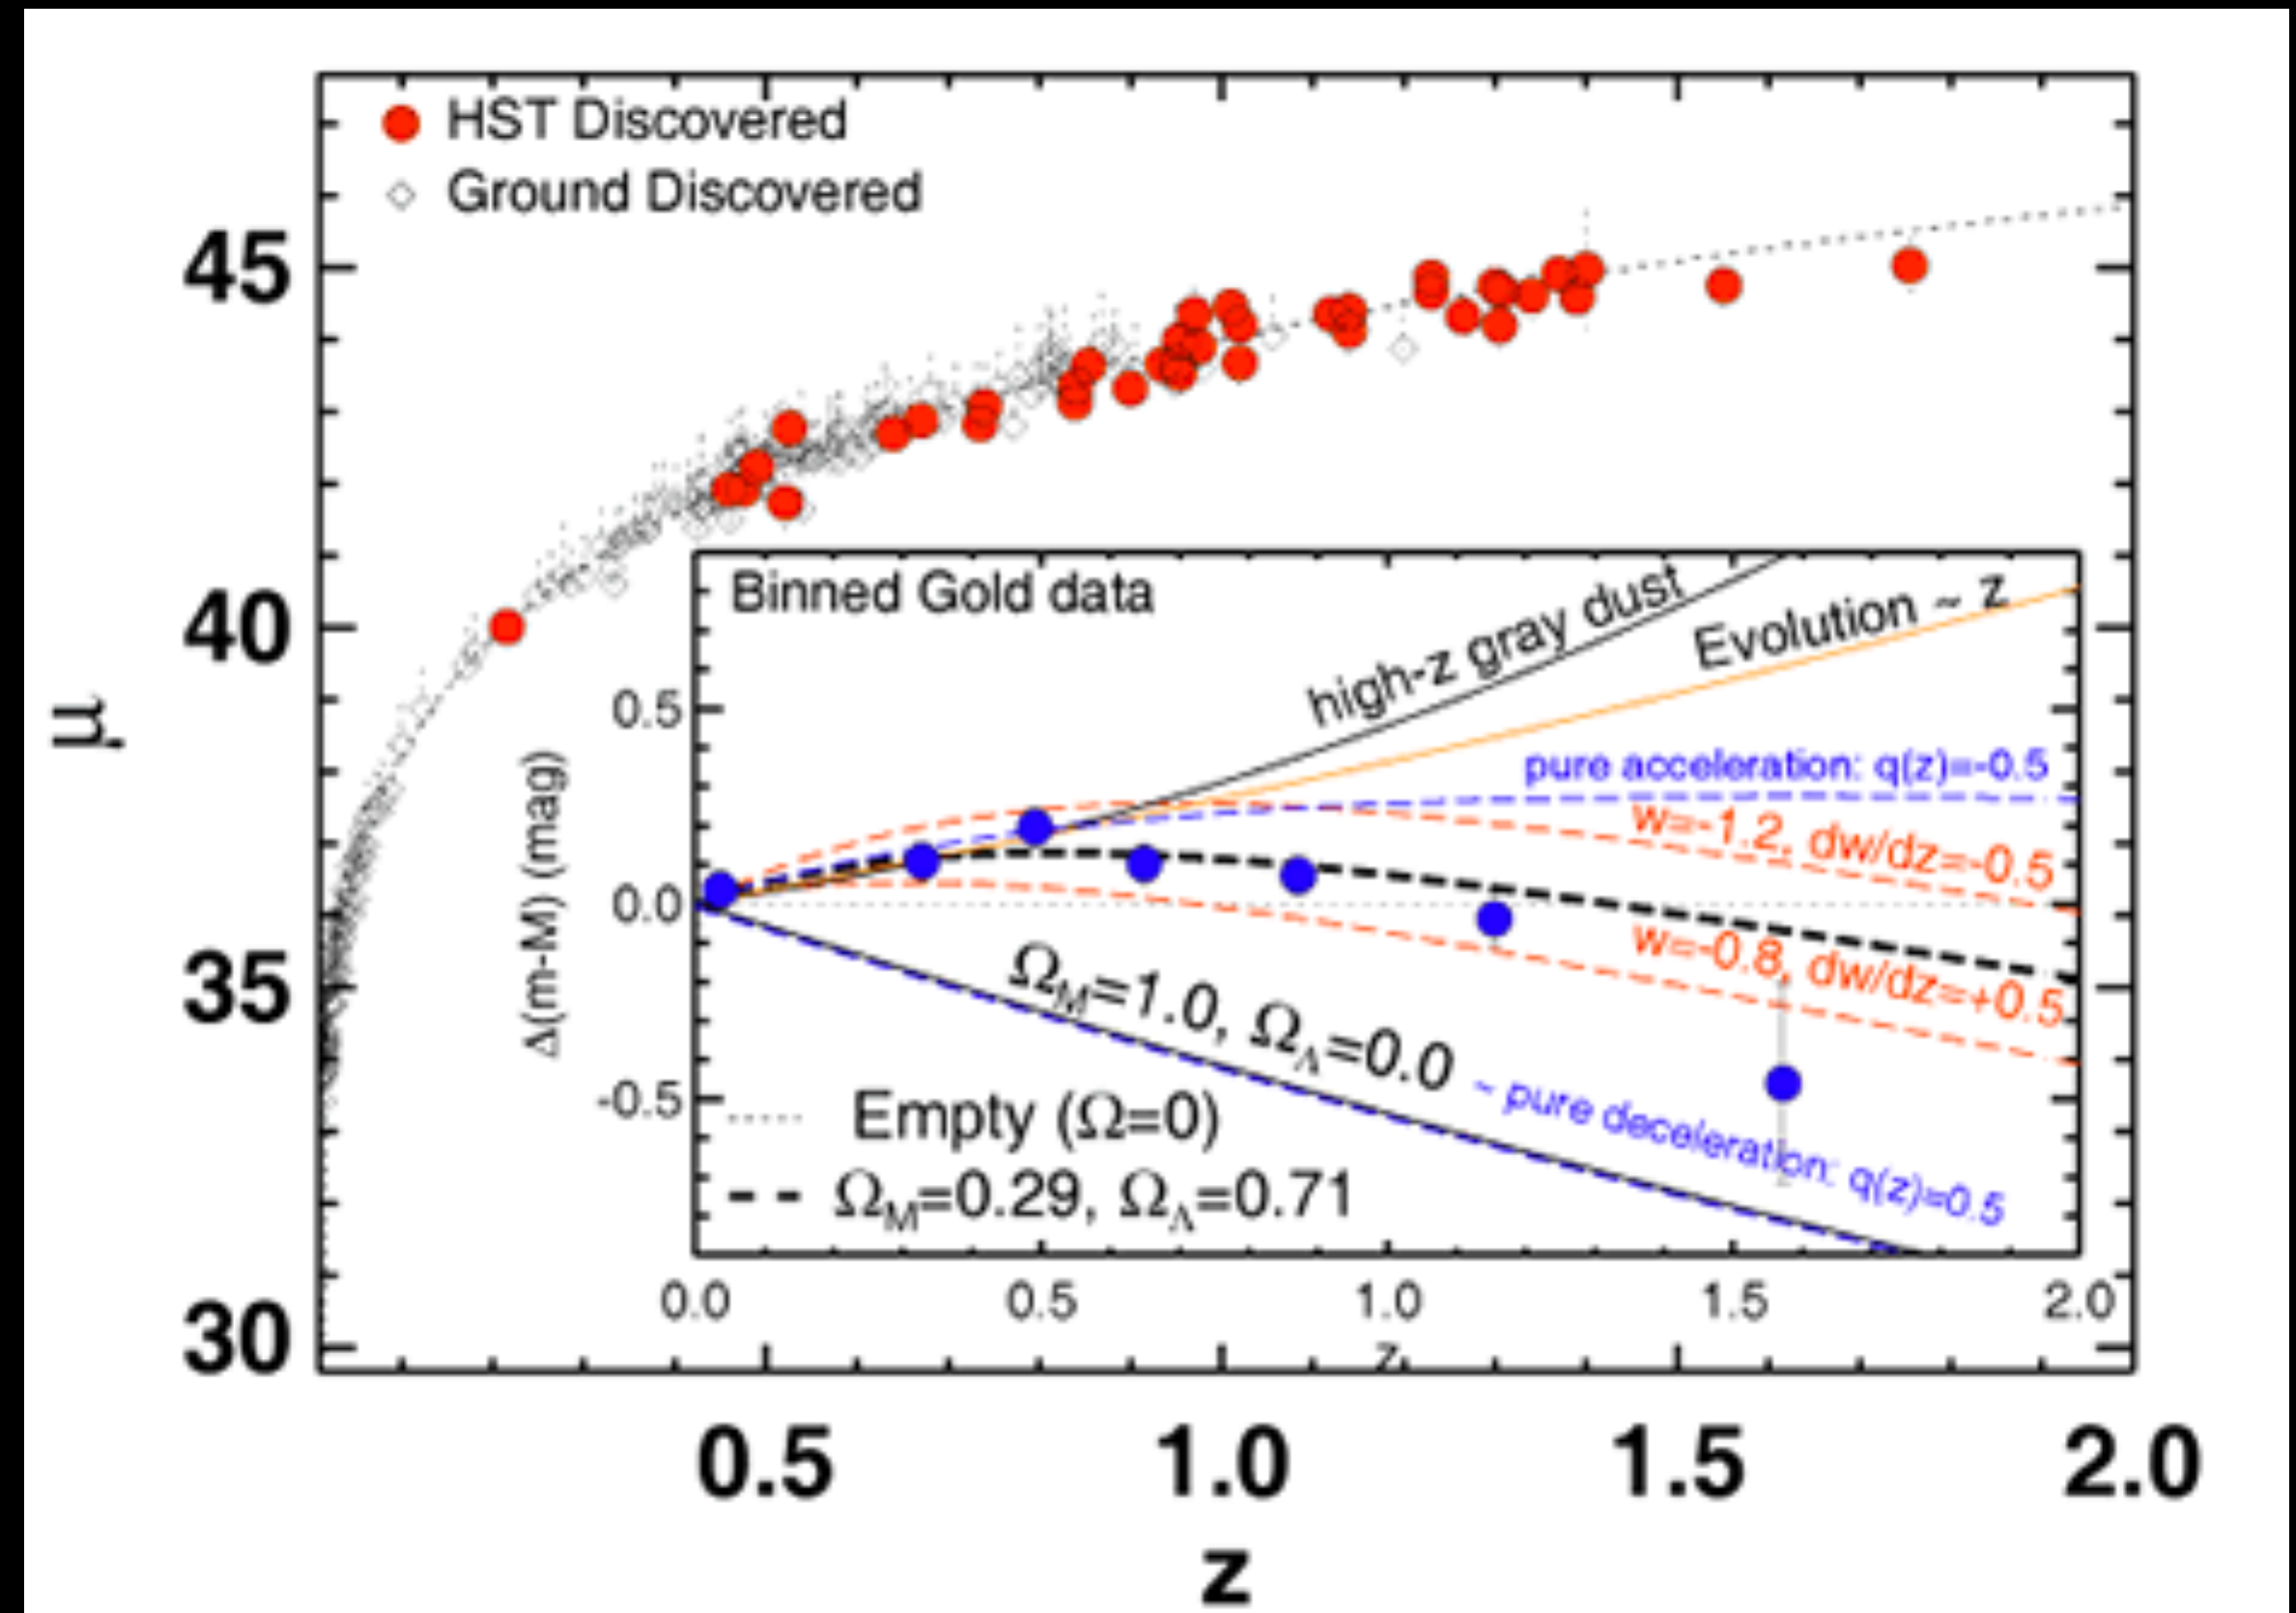 HST Discovered
Ground Discovered
45
40
35
30
μ
0.5
1.0
1.5
2.0
z
Binned Gold data
high-z gray dust
Evolution ~ z
pure acceleration: q(z)=-0.5
w=-1.2, dw/dz=-0.5
w=-0.8, dw/dz=+0.5
Ω_M=1.0, Ω_Λ=0.0
~ pure deceleration: q(z)=0.5
Empty (Ω=0)
Ω_M=0.29, Ω_Λ=0.71
Δ(m-M) (mag)
0.5
0.0
-0.5
0.0
0.5
1.0
1.5
2.0
z